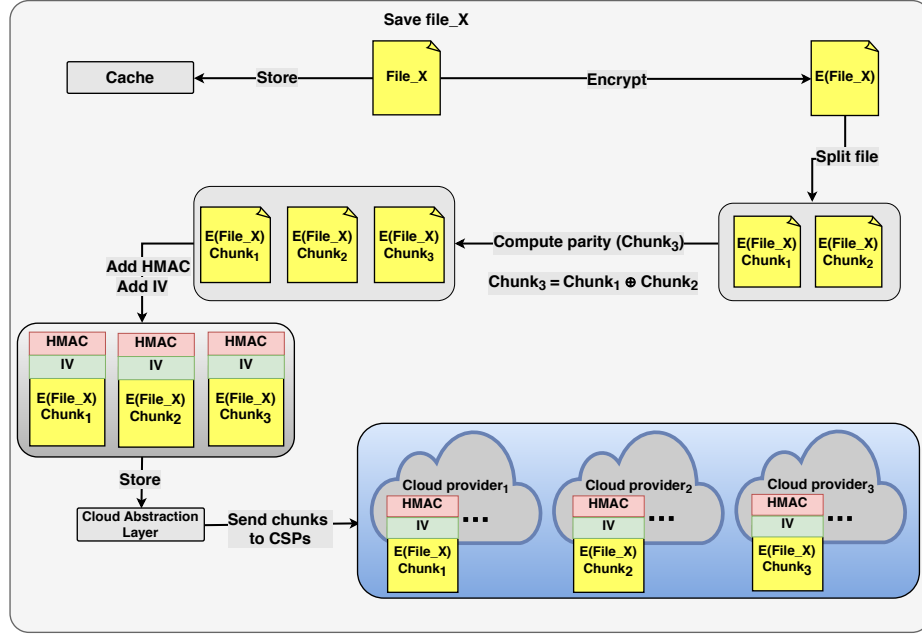 Save file_X
Cache
Store
File_X
Encrypt
E(File_X)
Split file
E(File_X)
Chunk₁
E(File_X)
Chunk₂
E(File_X)
Chunk₃
Compute parity (Chunk₃)
Chunk₃ = Chunk₁ ⊕ Chunk₂
E(File_X)
Chunk₁
E(File_X)
Chunk₂
Add HMAC
Add IV
HMAC
IV
E(File_X)
Chunk₁
HMAC
IV
E(File_X)
Chunk₂
HMAC
IV
E(File_X)
Chunk₃
Store
Cloud Abstraction
Layer
Send chunks
to CSPs
Cloud provider₁
HMAC
IV
...
E(File_X)
Chunk₁
Cloud provider₂
HMAC
IV
...
E(File_X)
Chunk₂
Cloud provider₃
HMAC
IV
...
E(File_X)
Chunk₃